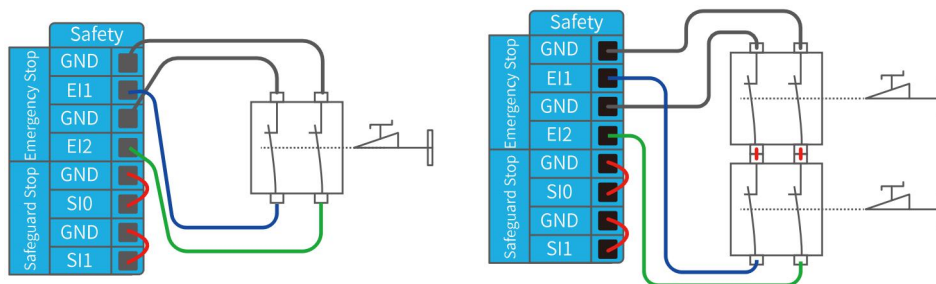 Safety
Emergency Stop
GND
EI1
GND
EI2
Safeguard Stop
GND
SI0
GND
SI1
Safety
Emergency Stop
GND
EI1
GND
EI2
Safeguard Stop
GND
SI0
GND
SI1